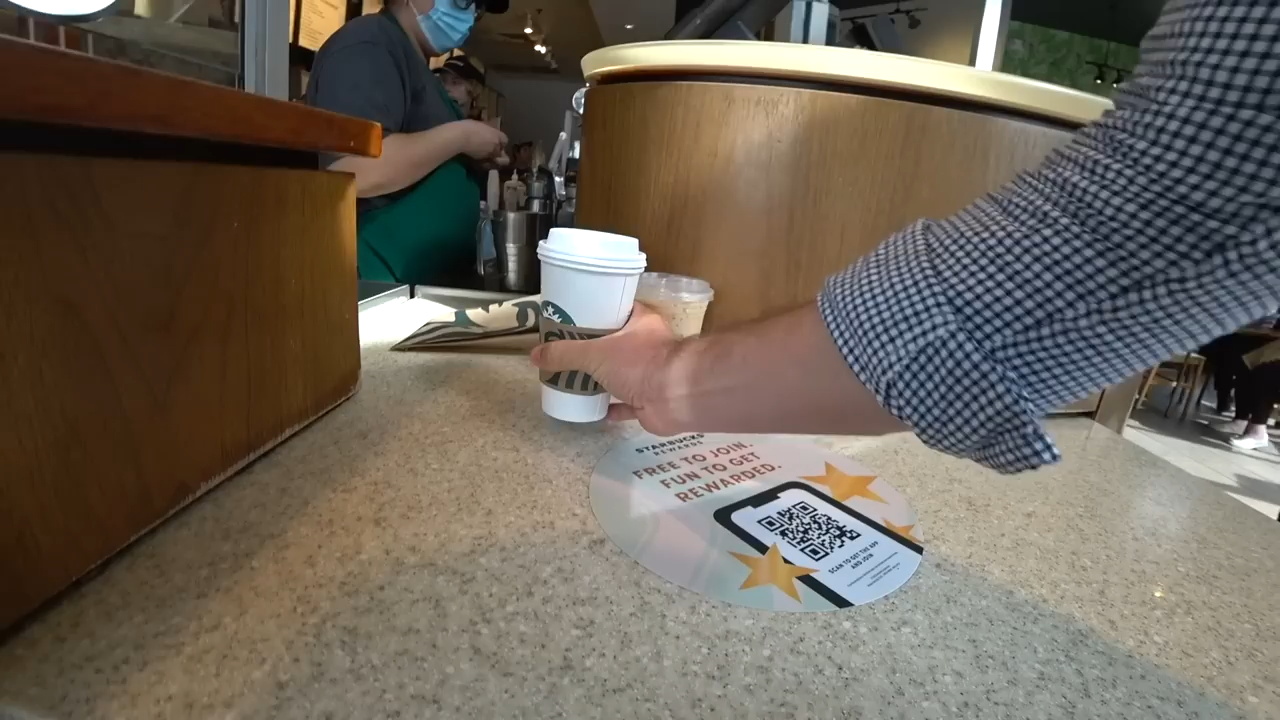 STARBUCKS
REWARDS
FREE TO JOIN.
FUN TO GET
REWARDED.
SCAN TO GET THE APP
AND JOIN